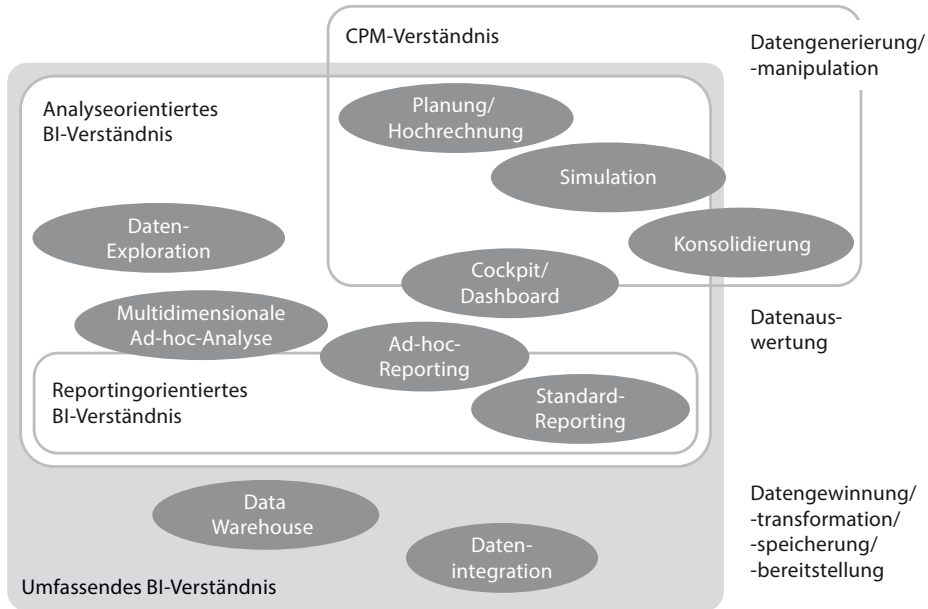 CPM-Verständnis
Datengenerierung/
-manipulation
Analyseorientiertes
BI-Verständnis
Planung/
Hochrechnung
Simulation
Daten-
Exploration
Konsolidierung
Cockpit/
Dashboard
Multidimensionale
Ad-hoc-Analyse
Datenaus-
wertung
Ad-hoc-
Reporting
Reportingorientiertes
BI-Verständnis
Standard-
Reporting
Data
Warehouse
Datengewinnung/
-transformation/
-speicherung/
-bereitstellung
Daten-
integration
Umfassendes BI-Verständnis